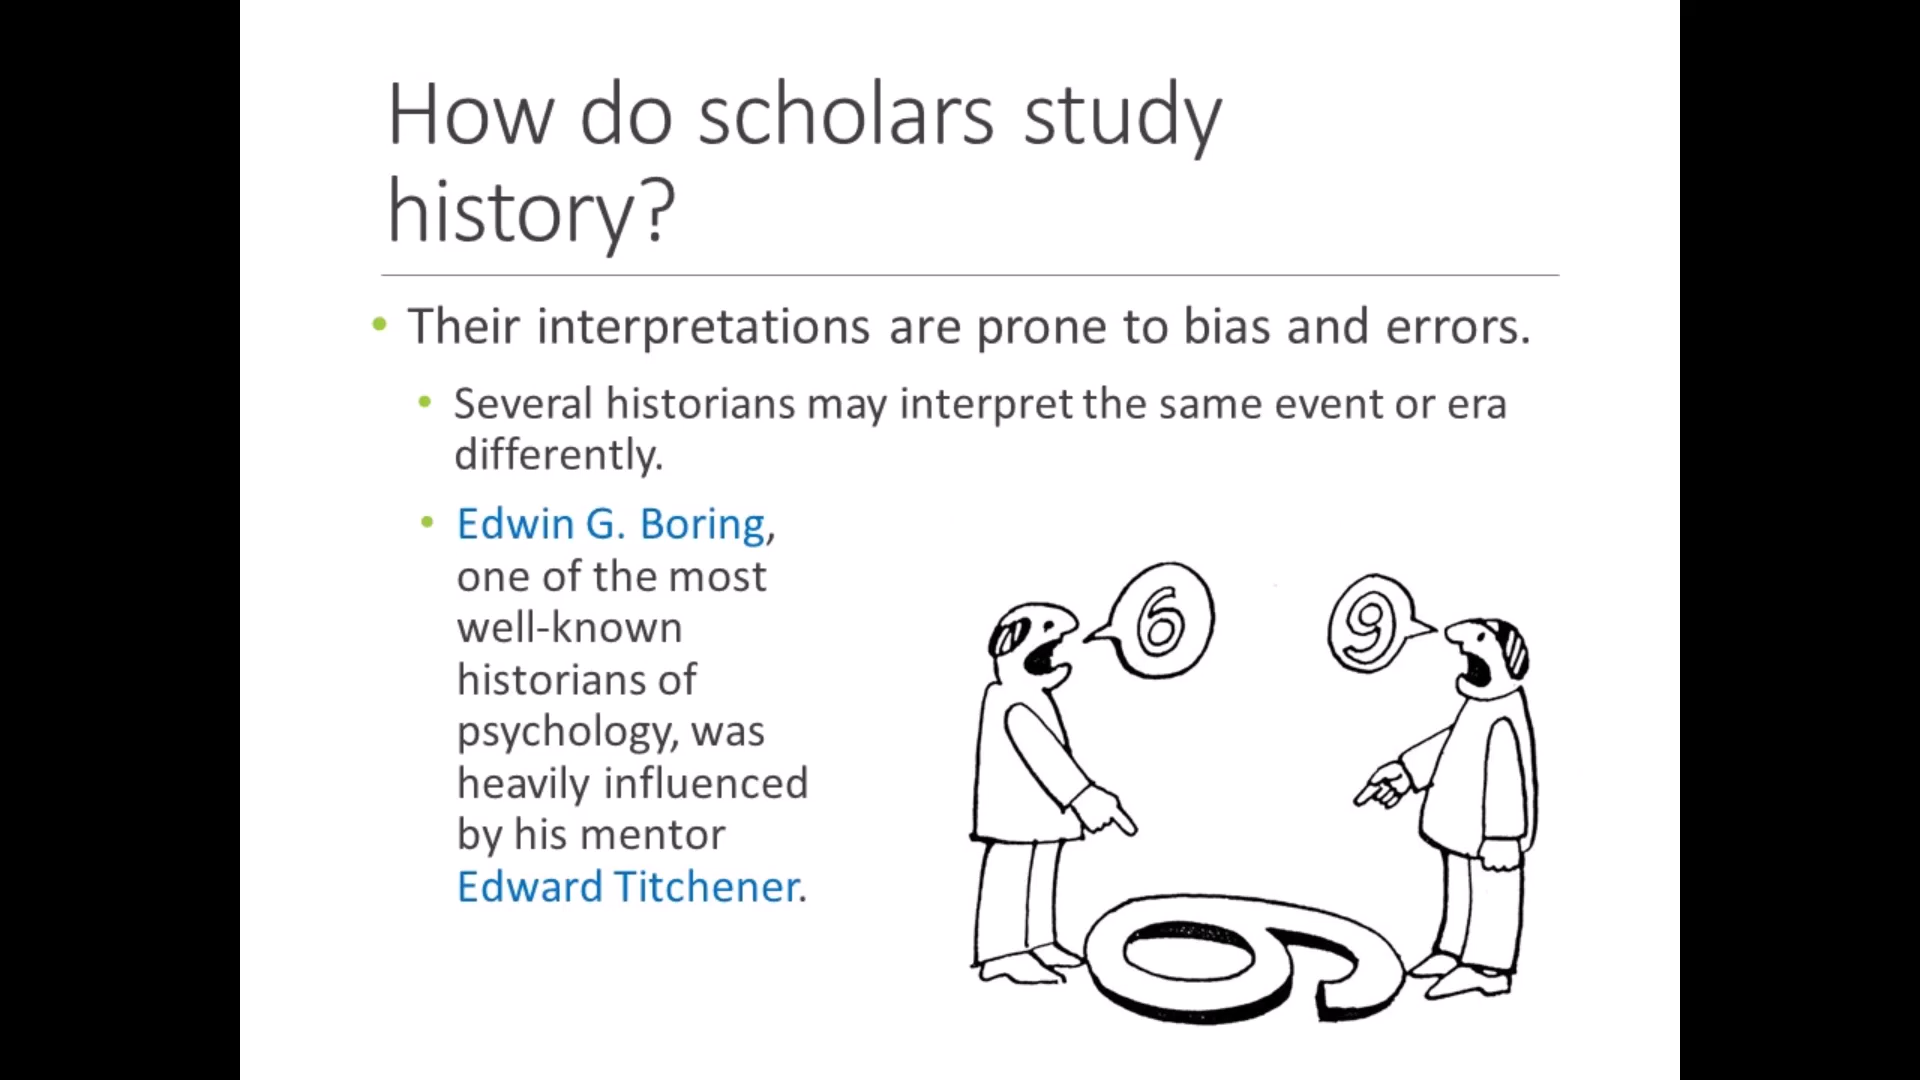 How do scholars study
history?
• Their interpretations are prone to bias and errors.
• Several historians may interpret the same event or era
differently.
• Edwin G. Boring,
one of the most
well-known
historians of
psychology, was
heavily influenced
by his mentor
Edward Titchener.
6
9
6